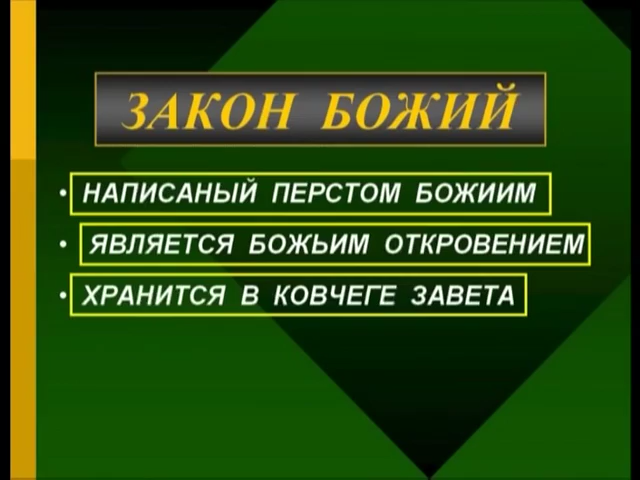 ЗАКОН БОЖИЙ
• НАПИСАНЫЙ ПЕРСТОМ БОЖИИМ
• ЯВЛЯЕТСЯ БОЖЬИМ ОТКРОВЕНИЕМ
• ХРАНИТСЯ В КОВЧЕГЕ ЗАВЕТА